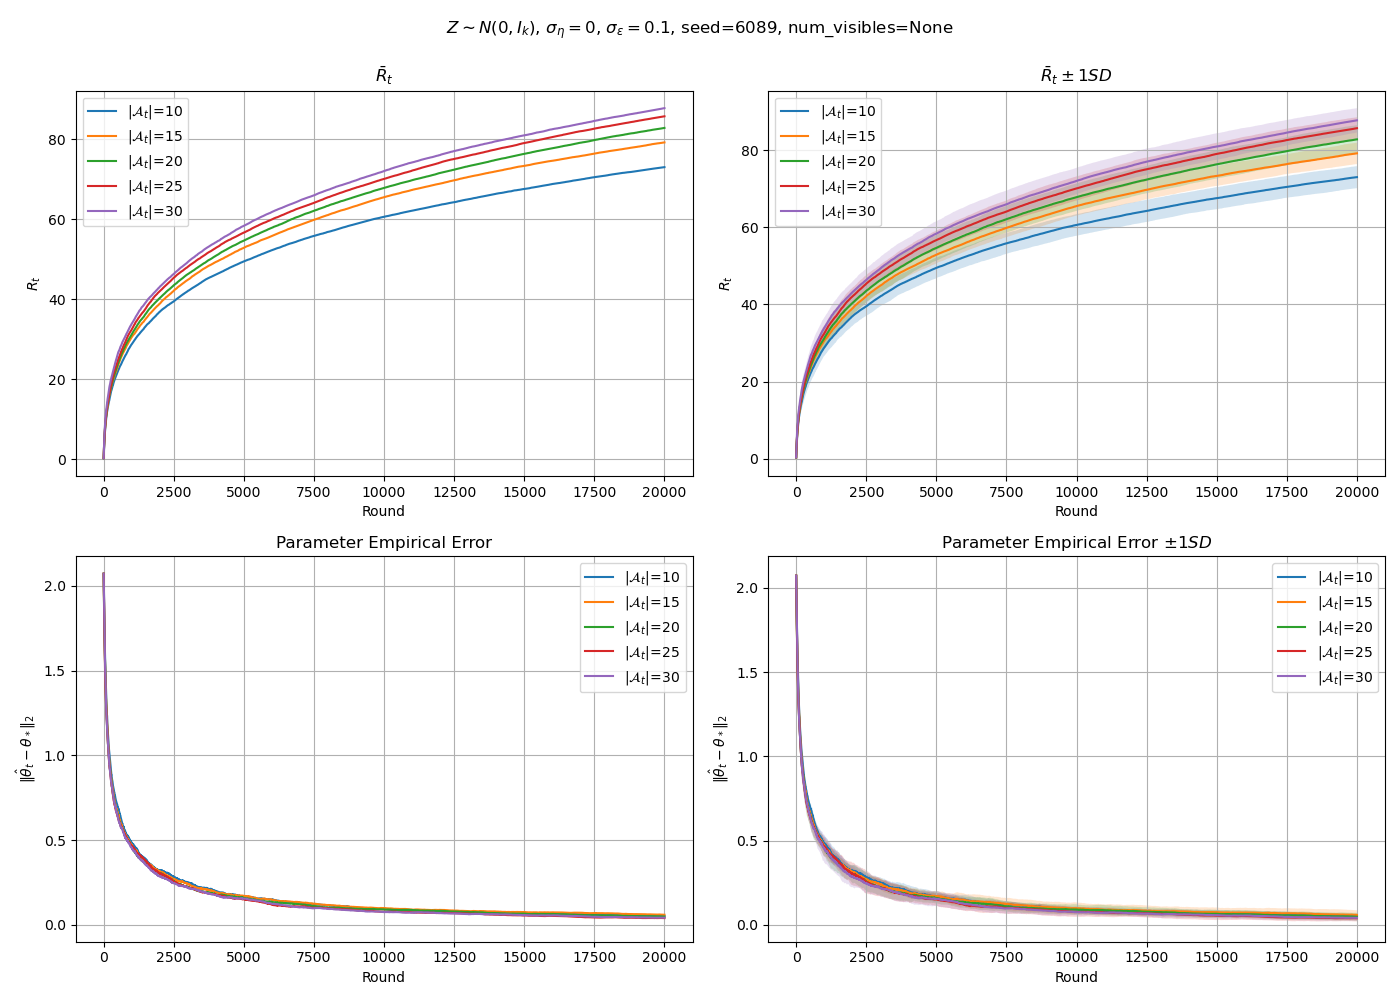 Z ∼ N(0, I_k), σ_η = 0, σ_ε = 0.1, seed=6089, num_visibles=None
R̄_t
R_t
80
60
40
20
0
|𝒜_t|=10
|𝒜_t|=15
|𝒜_t|=20
|𝒜_t|=25
|𝒜_t|=30
0 2500 5000 7500 10000 12500 15000 17500 20000
Round
R̄_t ± 1SD
R_t
80
60
40
20
0
|𝒜_t|=10
|𝒜_t|=15
|𝒜_t|=20
|𝒜_t|=25
|𝒜_t|=30
0 2500 5000 7500 10000 12500 15000 17500 20000
Round
Parameter Empirical Error
‖θ̂_t − θ_*‖_2
2.0
1.5
1.0
0.5
0.0
|𝒜_t|=10
|𝒜_t|=15
|𝒜_t|=20
|𝒜_t|=25
|𝒜_t|=30
0 2500 5000 7500 10000 12500 15000 17500 20000
Round
Parameter Empirical Error ±1SD
‖θ̂_t − θ_*‖_2
2.0
1.5
1.0
0.5
0.0
|𝒜_t|=10
|𝒜_t|=15
|𝒜_t|=20
|𝒜_t|=25
|𝒜_t|=30
0 2500 5000 7500 10000 12500 15000 17500 20000
Round